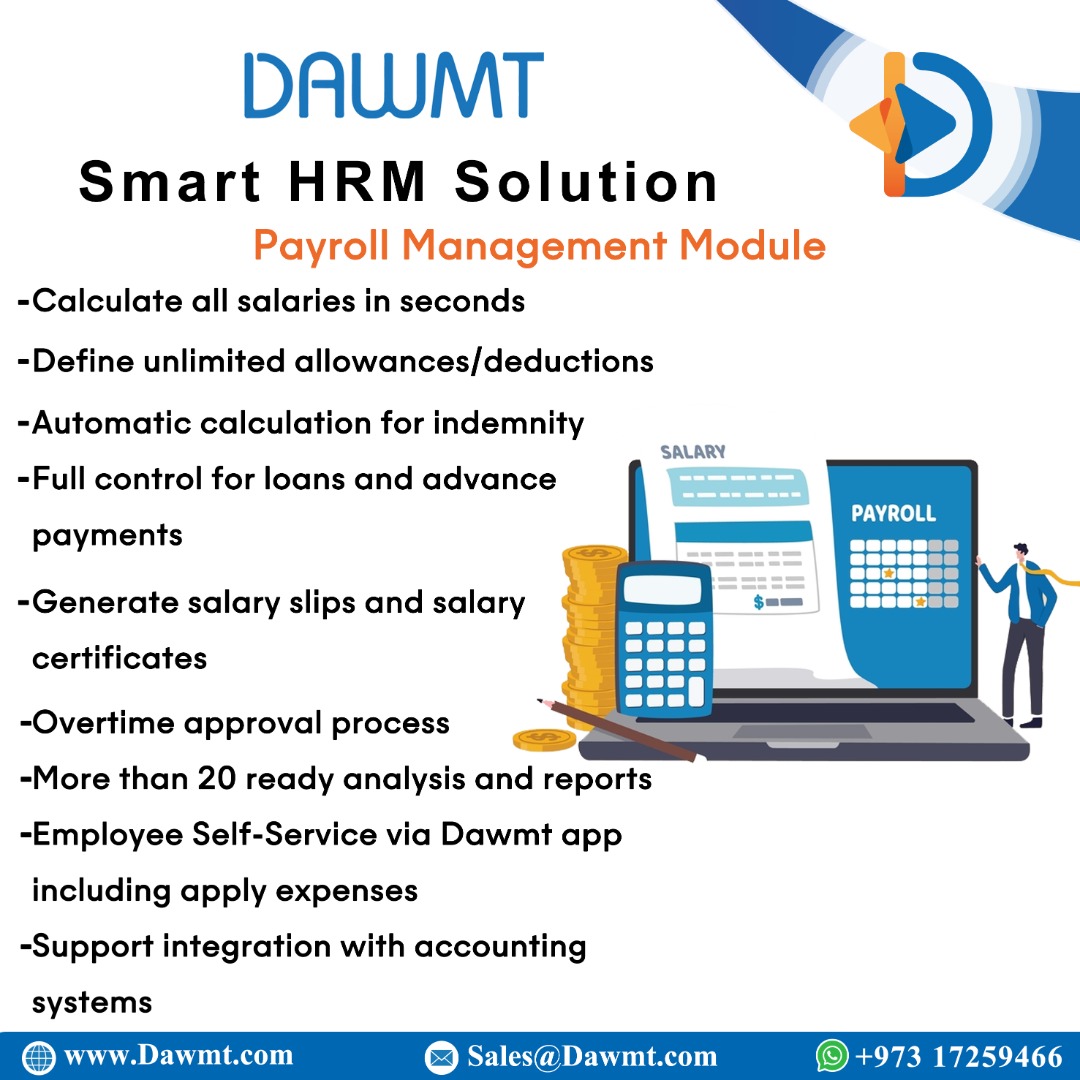 DAWMT
Smart HRM Solution
Payroll Management Module
-Calculate all salaries in seconds
-Define unlimited allowances/deductions
-Automatic calculation for indemnity
-Full control for loans and advance
payments
-Generate salary slips and salary
certificates
-Overtime approval process
-More than 20 ready analysis and reports
-Employee Self-Service via Dawmt app
including apply expenses
-Support integration with accounting
systems
SALARY
PAYROLL
$
www.Dawmt.com
Sales@Dawmt.com
+973 17259466